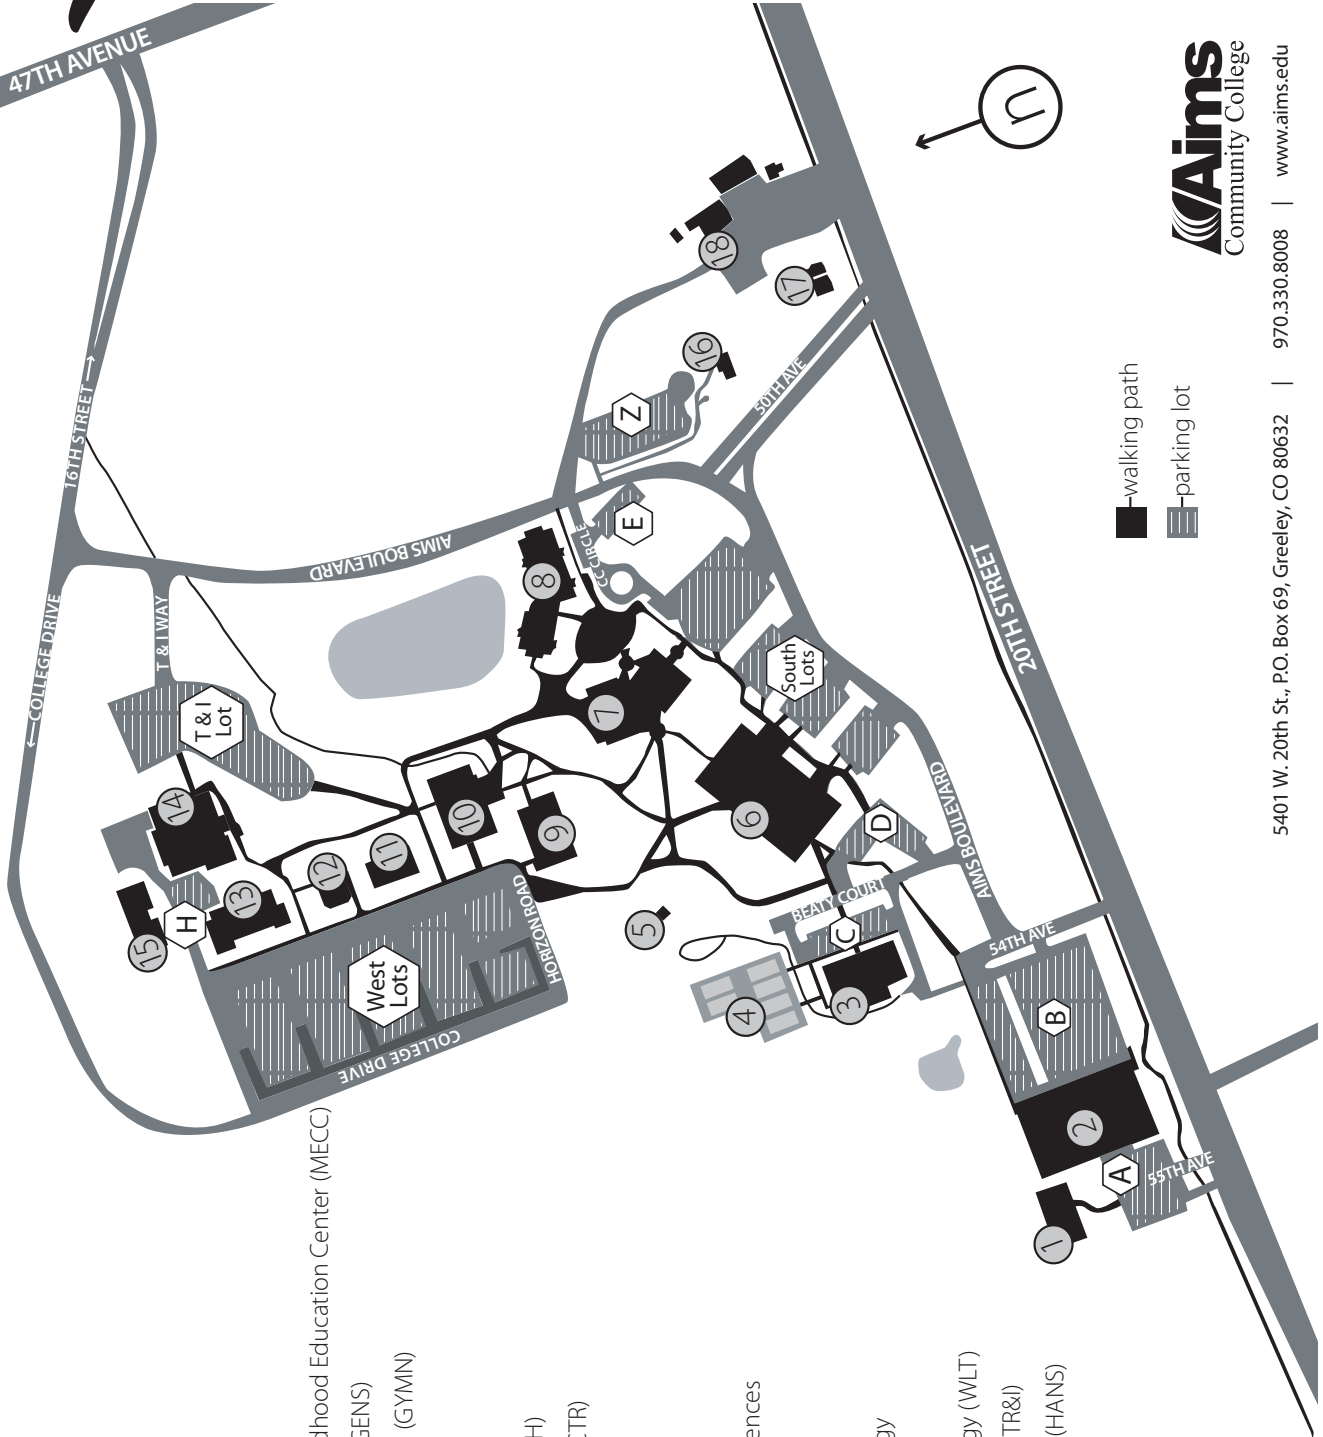 47TH AVENUE
16TH STREET
COLLEGE DRIVE
T & I WAY
AIMS BOULEVARD
T & I
Lot
14
15
H
13
12
11
10
9
West
Lots
COLLEGE DRIVE
HORIZON ROAD
8
CC CIRCLE
E
Z
50TH AVE
16
17
18
7
South
Lots
6
D
AIMS BOULEVARD
BEATY COURT
C
5
4
3
54TH AVE
B
2
A
55TH AVE
1
20TH STREET
n
walking path
parking lot
Aims
Community College
5401 W. 20th St., P.O. Box 69, Greeley, CO 80632 | 970.330.8008 | www.aims.edu
dhood Education Center (MECC)
GENS)
(GYMN)
H)
CTR)
ences
gy
gy (WLT)
TR&I)
(HANS)